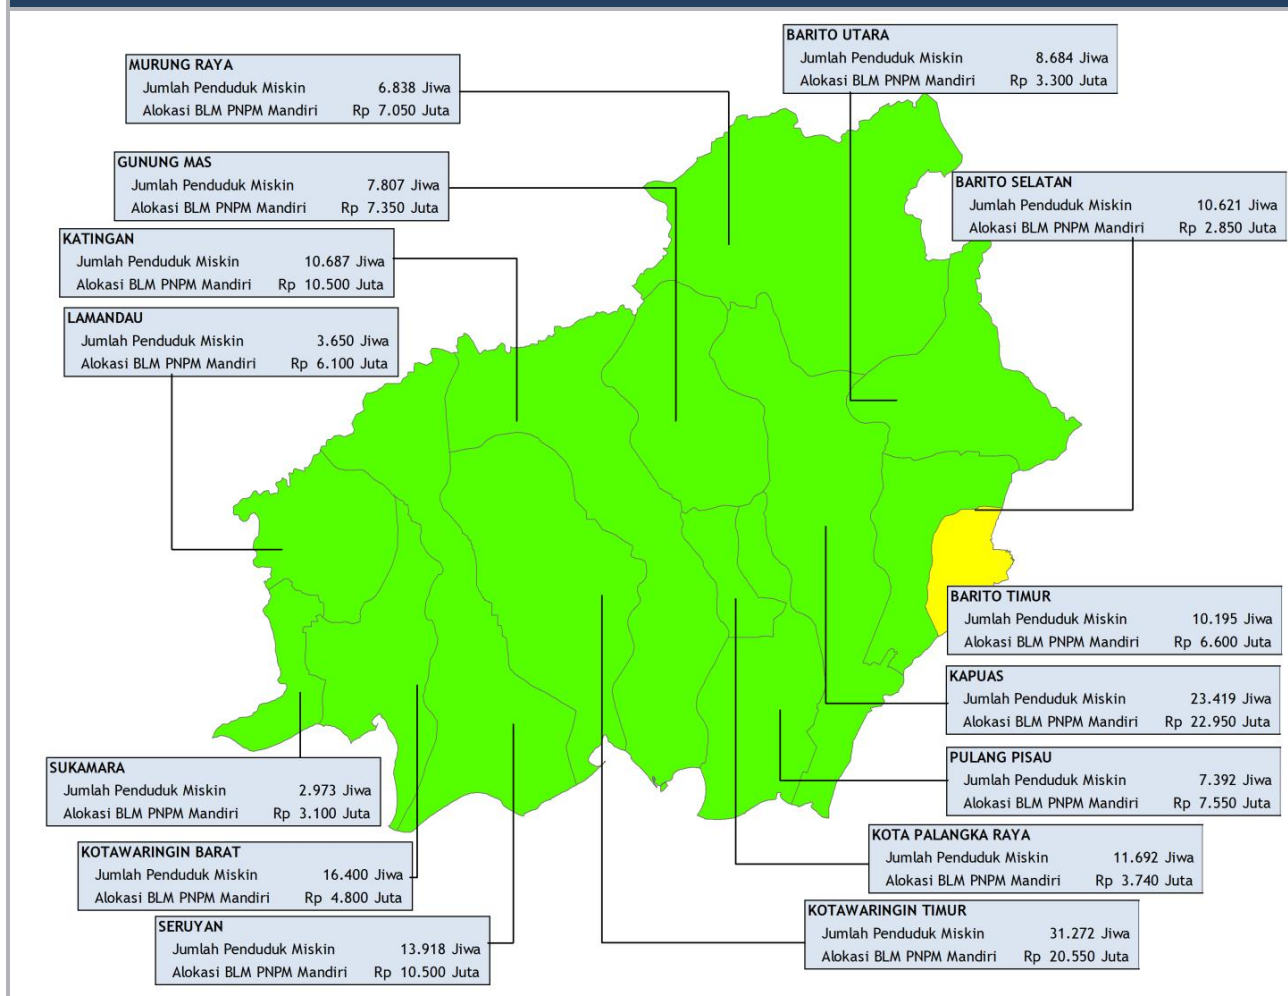 BARITO UTARA
Jumlah Penduduk Miskin 8.684 Jiwa
Alokasi BLM PNPM Mandiri Rp 3.300 Juta
MURUNG RAYA
Jumlah Penduduk Miskin 6.838 Jiwa
Alokasi BLM PNPM Mandiri Rp 7.050 Juta
GUNUNG MAS
Jumlah Penduduk Miskin 7.807 Jiwa
Alokasi BLM PNPM Mandiri Rp 7.350 Juta
BARITO SELATAN
Jumlah Penduduk Miskin 10.621 Jiwa
Alokasi BLM PNPM Mandiri Rp 2.850 Juta
KATINGAN
Jumlah Penduduk Miskin 10.687 Jiwa
Alokasi BLM PNPM Mandiri Rp 10.500 Juta
LAMANDAU
Jumlah Penduduk Miskin 3.650 Jiwa
Alokasi BLM PNPM Mandiri Rp 6.100 Juta
BARITO TIMUR
Jumlah Penduduk Miskin 10.195 Jiwa
Alokasi BLM PNPM Mandiri Rp 6.600 Juta
KAPUAS
Jumlah Penduduk Miskin 23.419 Jiwa
Alokasi BLM PNPM Mandiri Rp 22.950 Juta
PULANG PISAU
Jumlah Penduduk Miskin 7.392 Jiwa
Alokasi BLM PNPM Mandiri Rp 7.550 Juta
SUKAMARA
Jumlah Penduduk Miskin 2.973 Jiwa
Alokasi BLM PNPM Mandiri Rp 3.100 Juta
KOTA PALANGKA RAYA
Jumlah Penduduk Miskin 11.692 Jiwa
Alokasi BLM PNPM Mandiri Rp 3.740 Juta
KOTAWARINGIN BARAT
Jumlah Penduduk Miskin 16.400 Jiwa
Alokasi BLM PNPM Mandiri Rp 4.800 Juta
KOTAWARINGIN TIMUR
Jumlah Penduduk Miskin 31.272 Jiwa
Alokasi BLM PNPM Mandiri Rp 20.550 Juta
SERUYAN
Jumlah Penduduk Miskin 13.918 Jiwa
Alokasi BLM PNPM Mandiri Rp 10.500 Juta